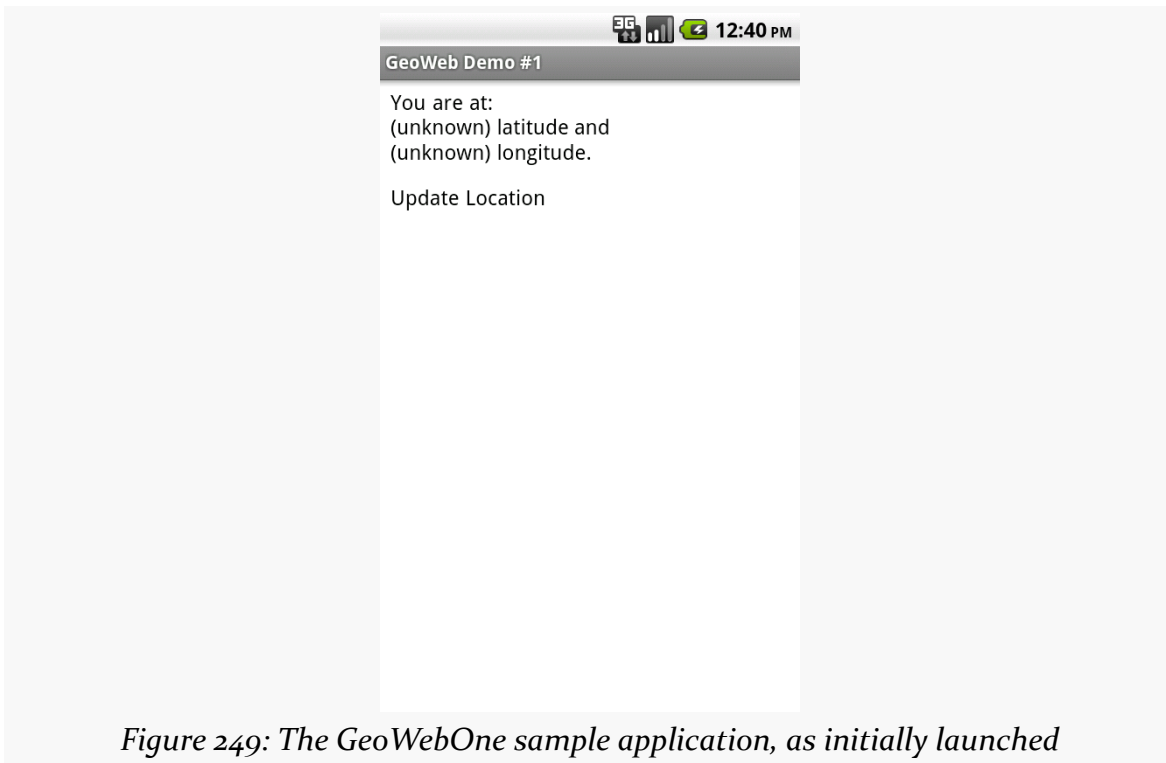 3G 12:40 PM
GeoWeb Demo #1
You are at:
(unknown) latitude and
(unknown) longitude.
Update Location
Figure 249: The GeoWebOne sample application, as initially launched